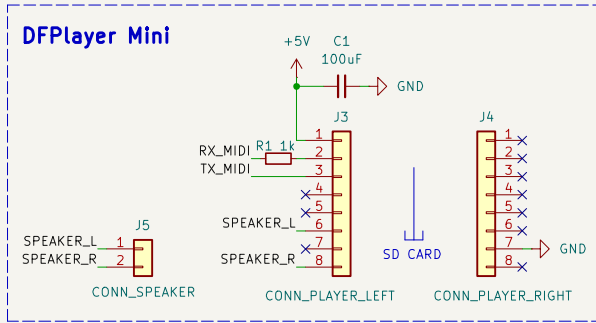 DFPlayer Mini
+5V
C1
100uF
GND
J3
J4
RX_MIDI
R1 1k
TX_MIDI
1
2
3
4
5
6
7
8
SPEAKER_L
SPEAKER_R
CONN_PLAYER_LEFT
SD CARD
1
2
3
4
5
6
7
8
GND
CONN_PLAYER_RIGHT
J5
SPEAKER_L
1
SPEAKER_R
2
CONN_SPEAKER